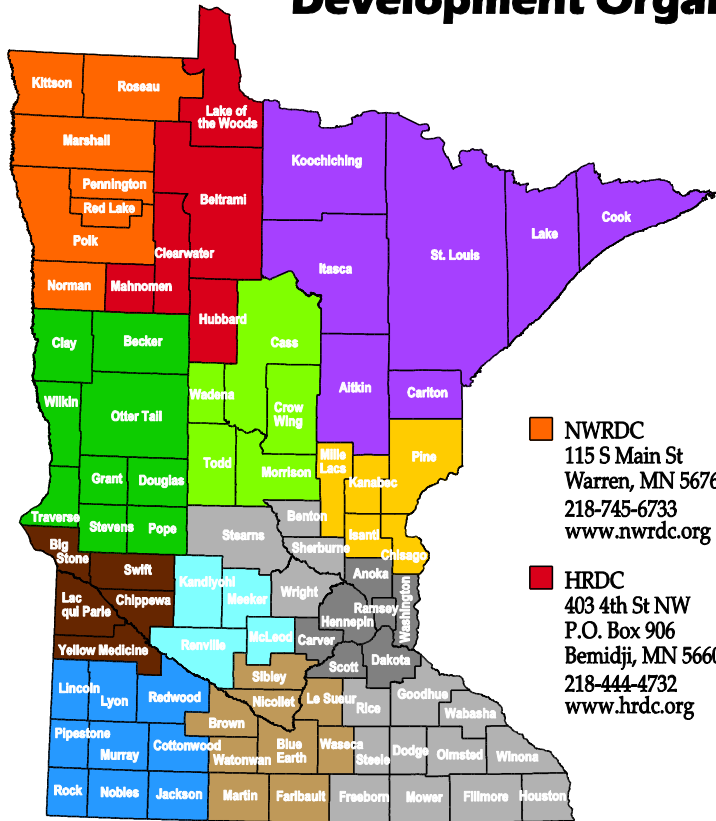 Development Organ
Kittson
Roseau
Lake of
the Woods
Marshall
Koochiching
Pennington
Beltrami
Red Lake
Cook
Lake
Polk
Clearwater
St. Louis
Itasca
Norman
Mahnomen
Hubbard
Clay
Becker
Cass
Aitkin
Carlton
Wadena
Wilkin
Otter Tail
Crow
Wing
Mille
Lacs
Pine
Todd
Morrison
Grant
Douglas
Kanabec
Traverse
Stevens
Pope
Benton
Stearns
Isanti
Sherburne
Chisago
Big
Stone
Swift
Anoka
Kandiyohi
Meeker
Wright
Lac
qui Parle
Chippewa
Ramsey
Hennepin
Washington
McLeod
Carver
Renville
Yellow Medicine
Scott
Dakota
Sibley
Lincoln
Lyon
Redwood
Nicollet
Le Sueur
Rice
Goodhue
Wabasha
Brown
Pipestone
Murray
Cottonwood
Watonwan
Blue
Earth
Waseca
Steele
Dodge
Olmsted
Winona
Rock
Nobles
Jackson
Martin
Faribault
Freeborn
Mower
Fillmore
Houston
NWRDC
115 S Main St
Warren, MN 5676
218-745-6733
www.nwrdc.org
HRDC
403 4th St NW
P.O. Box 906
Bemidji, MN 5660
218-444-4732
www.hrdc.org